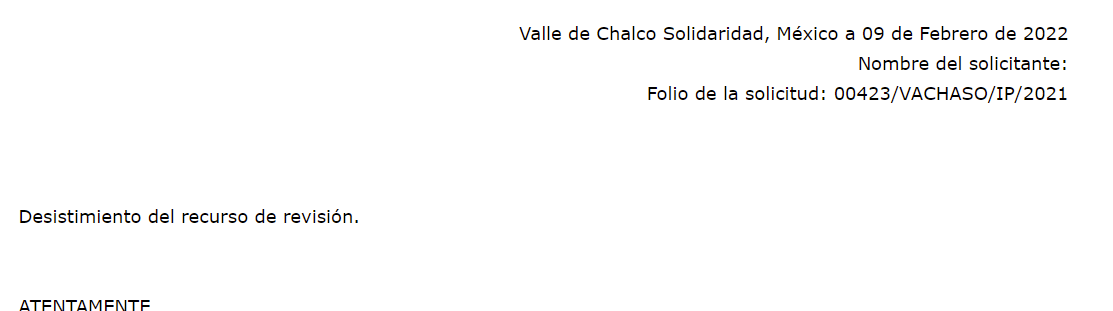 Valle de Chalco Solidaridad, México a 09 de Febrero de 2022
Nombre del solicitante:
Folio de la solicitud: 00423/VACHASO/IP/2021
Desistimiento del recurso de revisión.
ATENTAMENTE